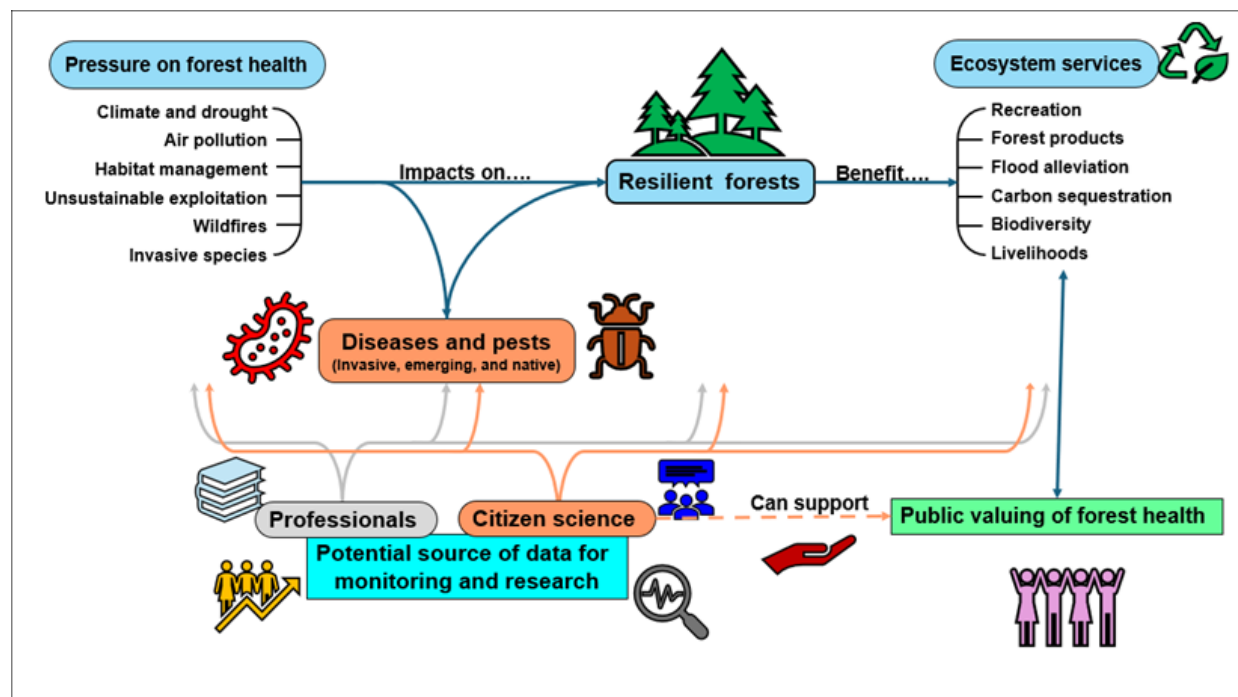 Pressure on forest health
Climate and drought
Air pollution
Habitat management
Unsustainable exploitation
Wildfires
Invasive species
Impacts on....
Resilient forests
Benefit....
Ecosystem services
Recreation
Forest products
Flood alleviation
Carbon sequestration
Biodiversity
Livelihoods
Diseases and pests
(Invasive, emerging, and native)
Professionals
Citizen science
Can support
Public valuing of forest health
Potential source of data for
monitoring and research